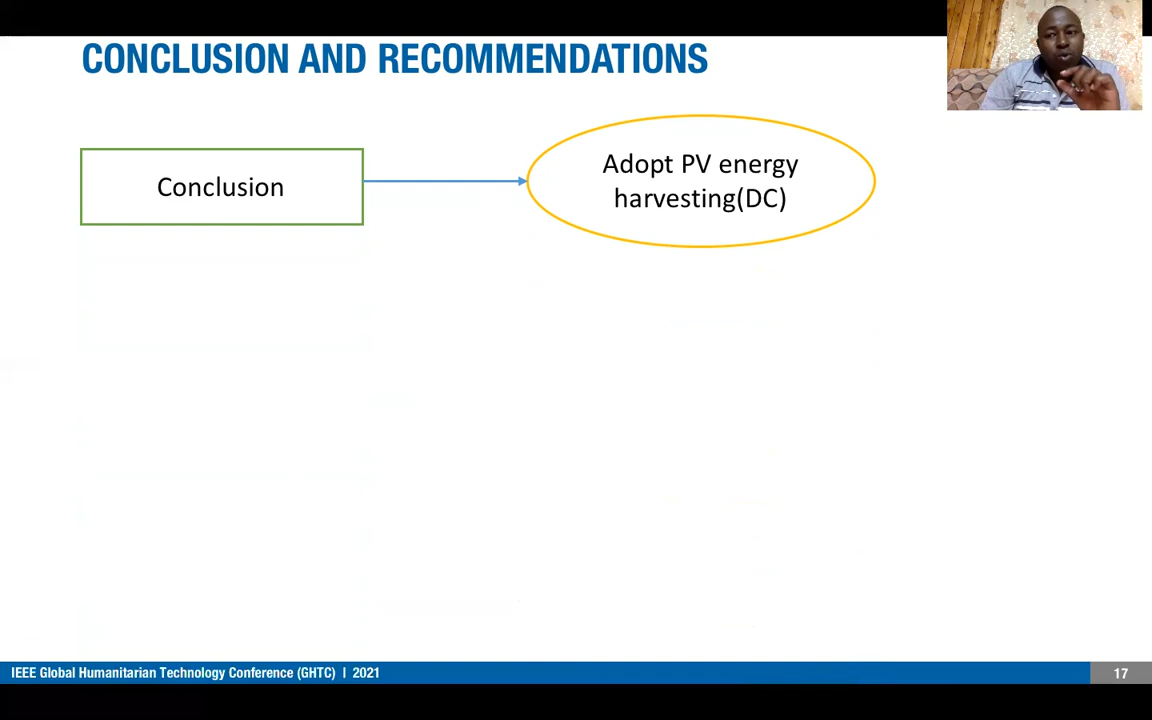 CONCLUSION AND RECOMMENDATIONS
Conclusion
Adopt PV energy
harvesting(DC)
IEEE Global Humanitarian Technology Conference (GHTC) | 2021
17